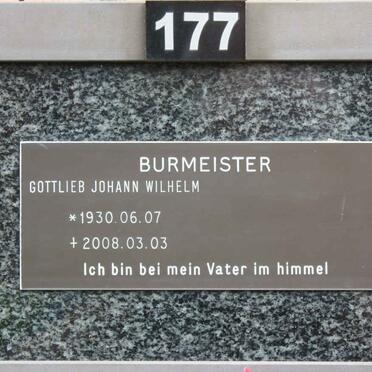 177
BURMEISTER
GOTTLIEB JOHANN WILHELM
*1930.06.07
+2008.03.03
Ich bin bei mein Vater im himmel